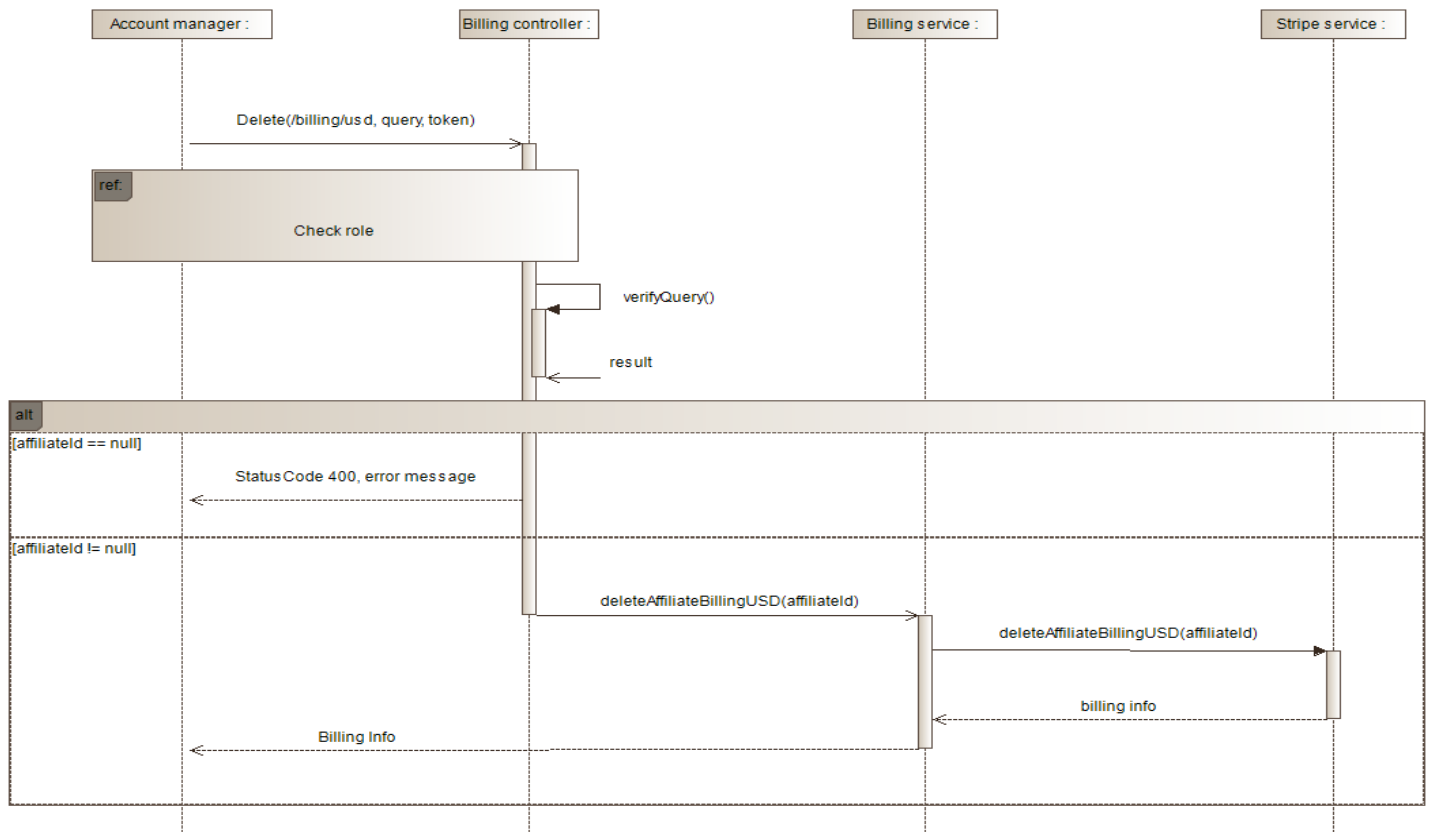 Account manager :
Billing controller :
Billing service :
Stripe service :
Delete(/billing/usd, query, token)
ref:
Check role
verifyQuery()
result
alt
[affiliateId == null]
StatusCode 400, error message
[affiliateId != null]
deleteAffiliateBillingUSD(affiliateId)
deleteAffiliateBillingUSD(affiliateId)
billing info
Billing Info